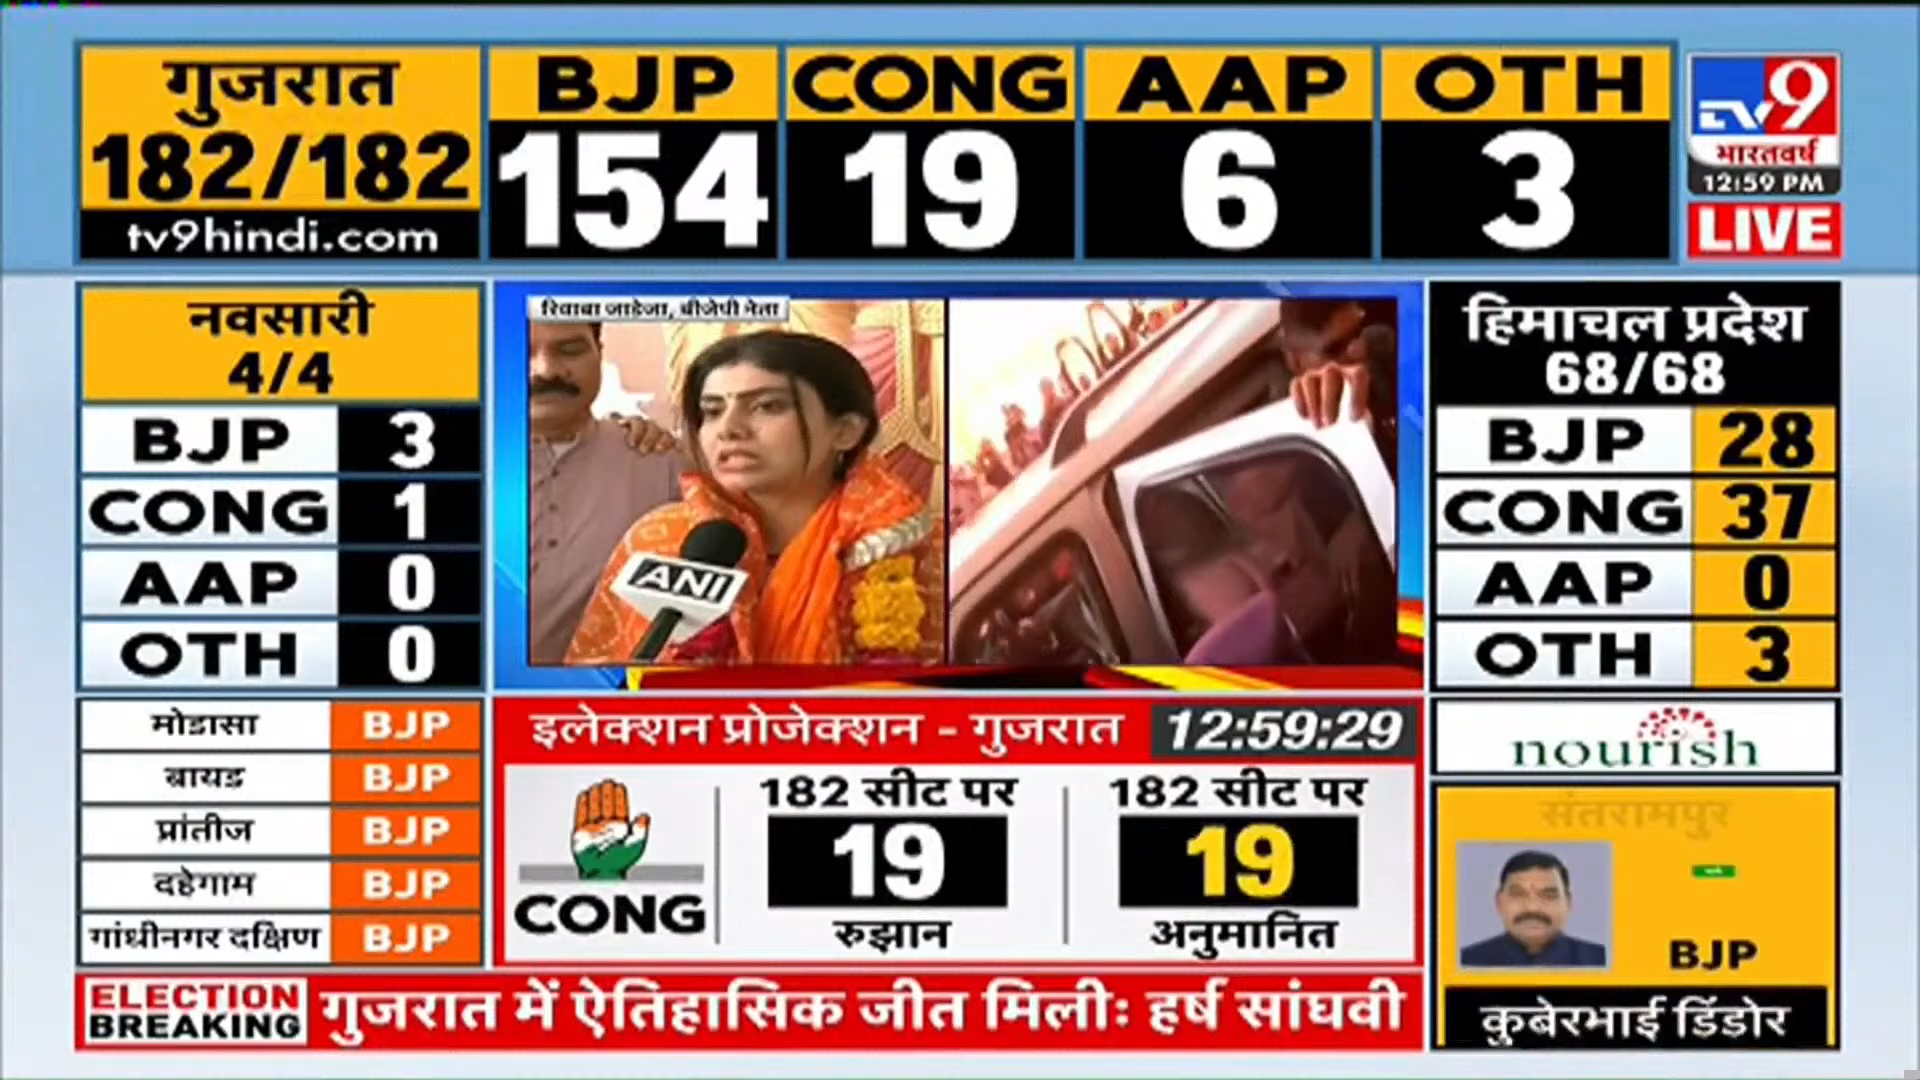 गुजरात
182/182
tv9hindi.com
BJP
154
CONG
19
AAP
6
OTH
3
TV9
भारतवर्ष
12:59 PM
LIVE
नवसारी
4/4
BJP 3
CONG 1
AAP 0
OTH 0
रिवाबा जाडेजा, बीजेपी नेता
ANI
हिमाचल प्रदेश
68/68
BJP 28
CONG 37
AAP 0
OTH 3
मोडासा BJP
बायड BJP
प्रांतीज BJP
दहेगाम BJP
गांधीनगर दक्षिण BJP
इलेक्शन प्रोजेक्शन - गुजरात 12:59:29
CONG
182 सीट पर
19
रुझान
182 सीट पर
19
अनुमानित
nourish
संतरामपुर
BJP
कुबेरभाई डिंडोर
ELECTION
BREAKING
गुजरात में ऐतिहासिक जीत मिली: हर्ष सांघवी